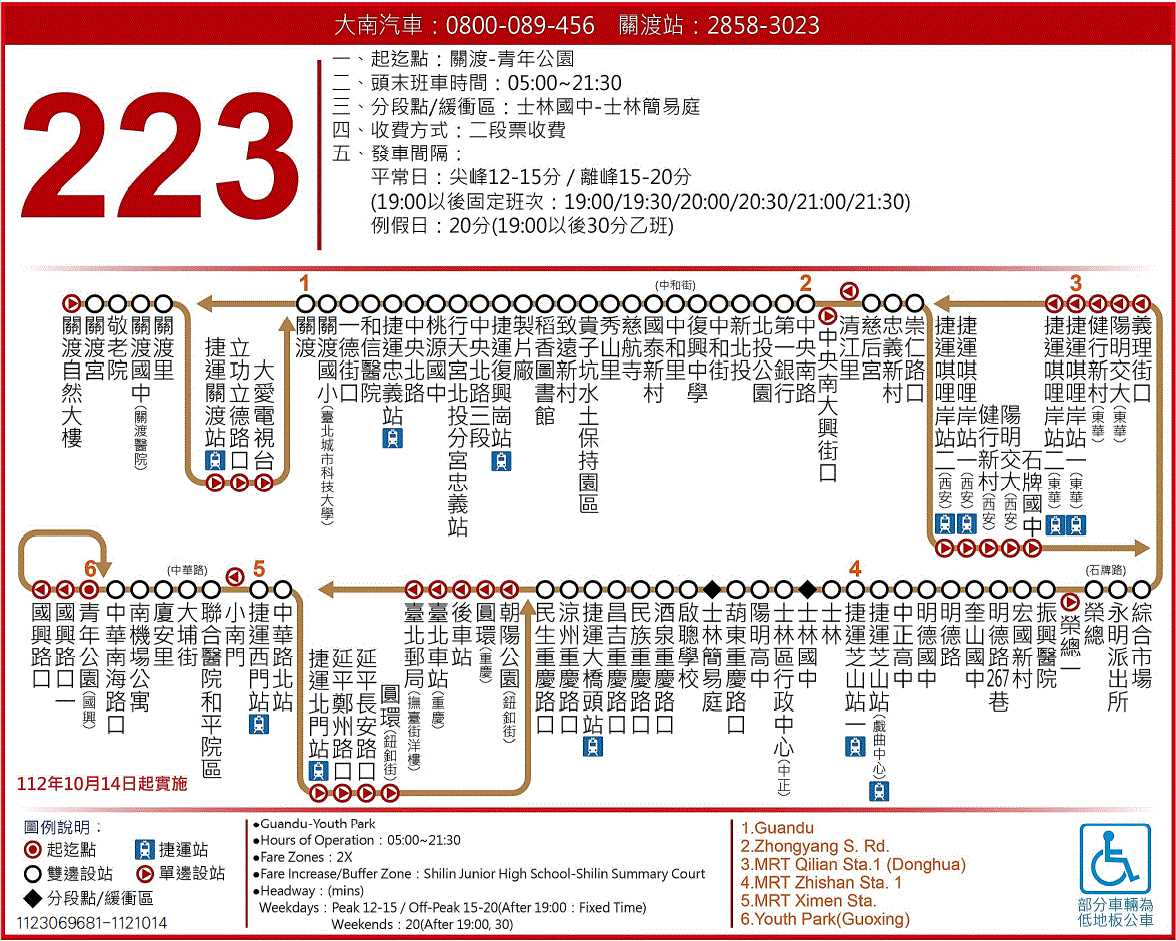 大南汽車：0800-089-456 關渡站：2858-3023
223
一、起迄點：關渡-青年公園
二、頭末班車時間：05:00~21:30
三、分段點/緩衝區：士林國中-士林簡易庭
四、收費方式：二段票收費
五、發車間隔：
平常日：尖峰12-15分 / 離峰15-20分
(19:00以後固定班次：19:00/19:30/20:00/20:30/21:00/21:30)
例假日：20分(19:00以後30分乙班)
1
(中和街)
2
3
關渡自然大樓
關渡宮
敬老院
關渡國中(關渡醫院)
關渡里
捷運關渡站
立功立德路口
大愛電視台
關渡
關渡國小(臺北城市科技大學)
一德街口
和信醫院
捷運忠義站
中央北路
桃源國中
行天宮北投分宮忠義站
中央北路三段
捷運復興崗站
製片廠
稻香圖書館
致遠新村
貴子坑水土保持園區
秀山里
慈航寺
國泰新村
中和里
復興中學
中和街
新北投
北投公園
第一銀行
中央南路
中央南大興街口
清江里
慈后宮
忠義新村
崇仁路口
捷運唭哩岸站二(西安)
捷運唭哩岸站一(西安)
健行新村(西安)
陽明交大(西安)
石牌國中
捷運唭哩岸站二(東華)
捷運唭哩岸站一(東華)
健行新村(東華)
陽明交大(東華)
義理街口
6
(中華路)
5
4
(石牌路)
國興路口
國興路口一
青年公園(國興)
中華南海路口
南機場公寓
廈安里
大埔街
聯合醫院和平院區
小南門
捷運西門站
中華路北站
捷運北門站
延平鄭州路口
延平長安路口
圓環(鈕釦街)
臺北郵局(撫臺街洋樓)
臺北車站(重慶)
後車站
圓環(重慶)
朝陽公園(鈕釦街)
民生重慶路口
涼州重慶路口
捷運大橋頭站
昌吉重慶路口
民族重慶路口
酒泉重慶路口
啟聰學校
士林簡易庭
葫東重慶路口
陽明高中
士林區行政中心(中正)
士林國中
士林
捷運芝山站一
捷運芝山站(戲曲中心)
中正高中
明德國中
明德路
奎山國中
明德路267巷
宏國新村
振興醫院
榮總一
榮總
永明派出所
綜合市場
112年10月14日起實施
圖例說明：
起迄點
捷運站
雙邊設站
單邊設站
分段點/緩衝區
1123069681-1121014
●Guandu-Youth Park
●Hours of Operation：05:00~21:30
●Fare Zones：2X
●Fare Increase/Buffer Zone：Shilin Junior High School-Shilin Summary Court
●Headway：(mins)
Weekdays：Peak 12-15 / Off-Peak 15-20(After 19:00：Fixed Time)
Weekends：20(After 19:00, 30)
1.Guandu
2.Zhongyang S. Rd.
3.MRT Qilian Sta.1 (Donghua)
4.MRT Zhishan Sta. 1
5.MRT Ximen Sta.
6.Youth Park(Guoxing)
部分車輛為
低地板公車